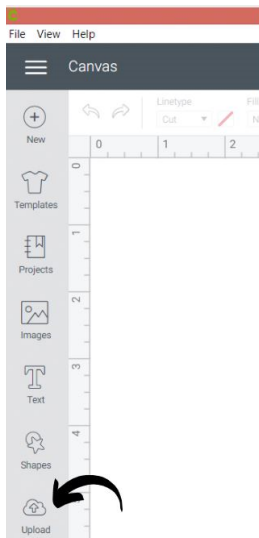 File View Help
Canvas
New
Linetype Fill
Cut N
0 1 2
0
Templates
1
Projects
2
Images
3
Text
4
Shapes
Upload